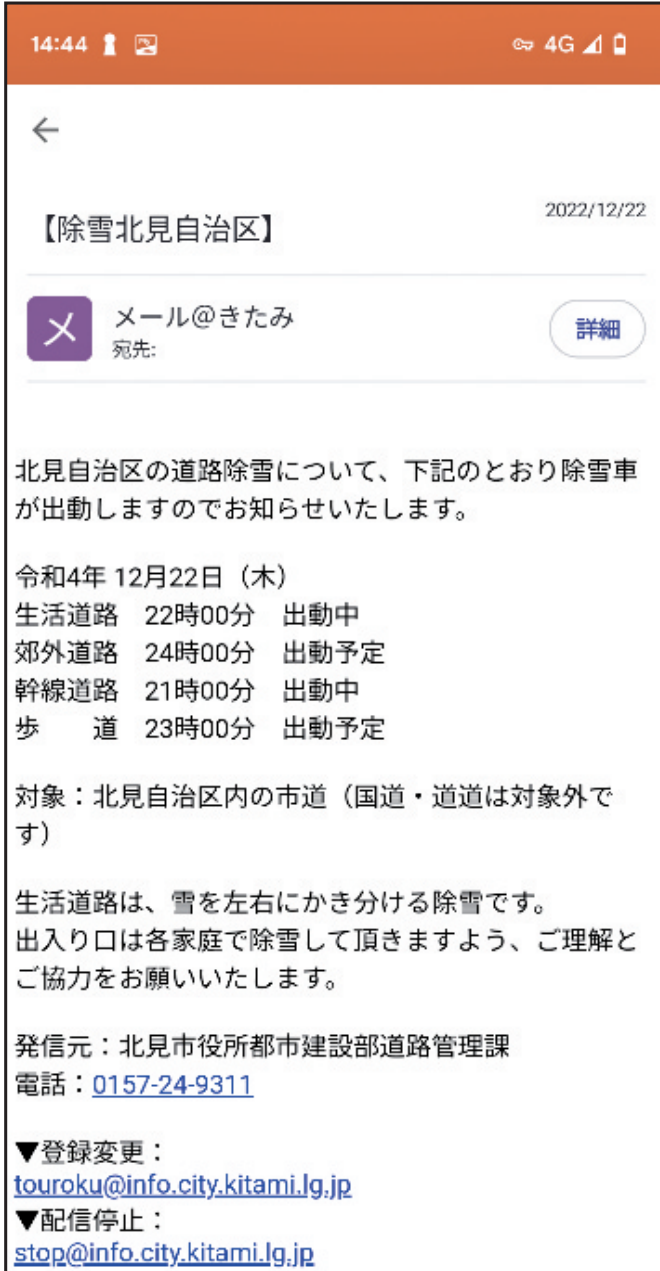 14:44 4G
【除雪北見自治区】 2022/12/22
メ メール@きたみ 詳細
宛先:
北見自治区の道路除雪について、下記のとおり除雪車
が出動しますのでお知らせいたします。
令和4年 12月22日（木）
生活道路　22時00分　出動中
郊外道路　24時00分　出動予定
幹線道路　21時00分　出動中
歩　　道　23時00分　出動予定
対象：北見自治区内の市道（国道・道道は対象外で
す）
生活道路は、雪を左右にかき分ける除雪です。
出入り口は各家庭で除雪して頂きますよう、ご理解と
ご協力をお願いいたします。
発信元：北見市役所都市建設部道路管理課
電話：0157-24-9311
▼登録変更：
touroku@info.city.kitami.lg.jp
▼配信停止：
stop@info.city.kitami.lg.jp